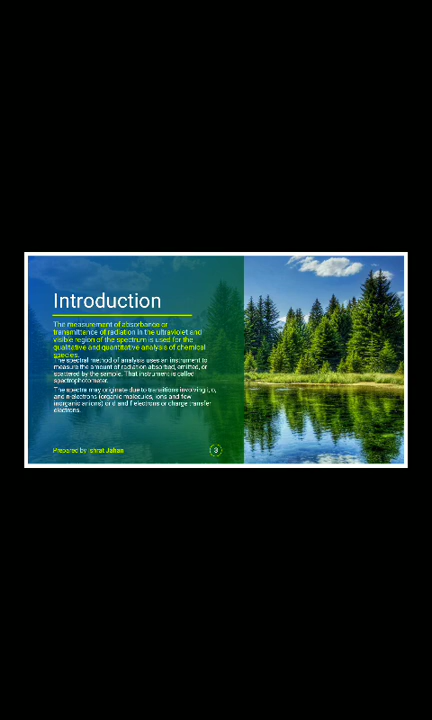 Introduction
The measurement of absorbance or
transmittance of radiation in the ultraviolet and
visible region of the spectrum is used for the
qualitative and quantitative analysis of chemical
species.
The spectral method of analysis uses an instrument to
measure the amount of radiation absorbed, emitted, or
scattered by the sample. That instrument is called
spectrophotometer.
The spectra may originate due to transitions involving
and n electrons (organic molecules, ions and few
inorganic anions) or d and f electrons or charge transfer
electrons.
Prepared by Ishrat Jahan
3